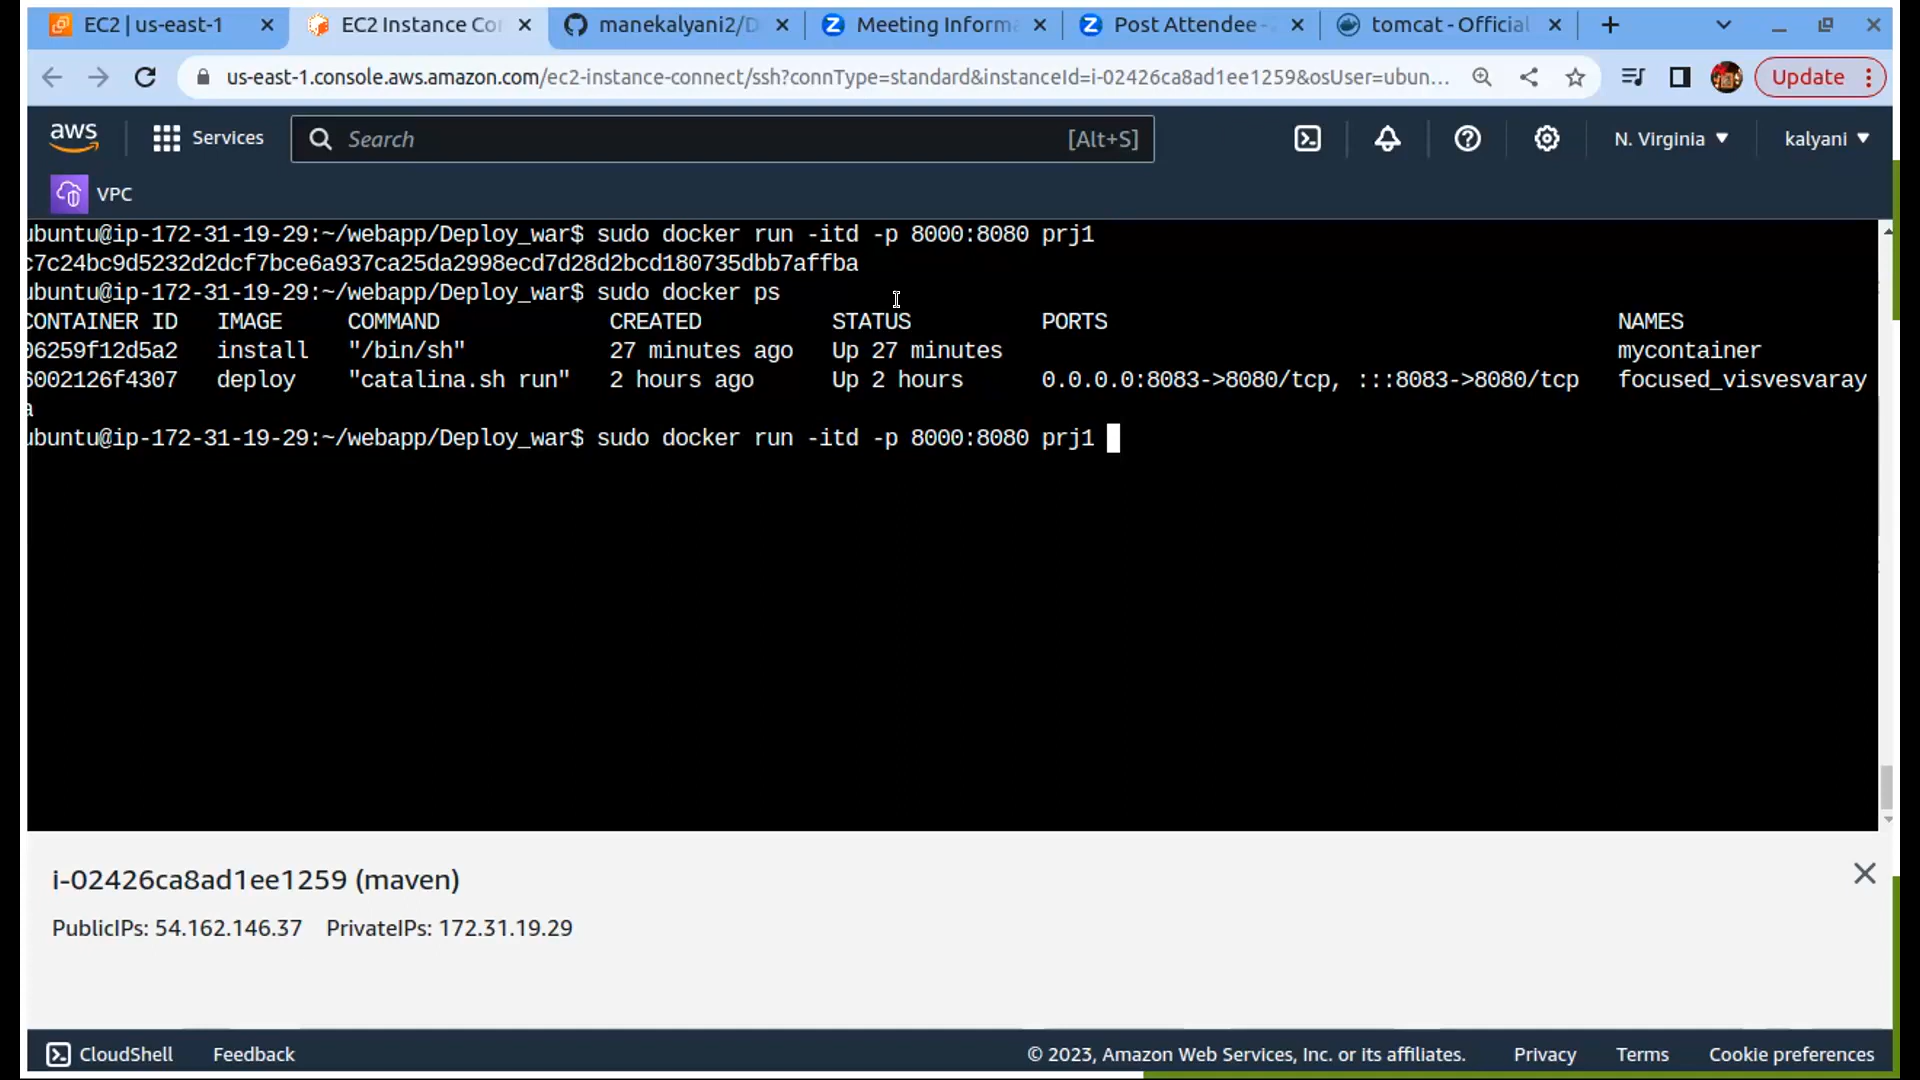 EC2 | us-east-1
EC2 Instance Co
manekalyani2/D
Meeting Inform
Post Attendee -
tomcat - Official
us-east-1.console.aws.amazon.com/ec2-instance-connect/ssh?connType=standard&instanceId=i-02426ca8ad1ee1259&osUser=ubun...
Update
aws
Services
Search
[Alt+S]
N. Virginia
kalyani
VPC
ubuntu@ip-172-31-19-29:~/webapp/Deploy_war$ sudo docker run -itd -p 8000:8080 prj1
c7c24bc9d5232d2dcf7bce6a937ca25da2998ecd7d28d2bcd180735dbb7affba
ubuntu@ip-172-31-19-29:~/webapp/Deploy_war$ sudo docker ps
CONTAINER ID IMAGE COMMAND CREATED STATUS PORTS NAMES
06259f12d5a2 install "/bin/sh" 27 minutes ago Up 27 minutes mycontainer
6002126f4307 deploy "catalina.sh run" 2 hours ago Up 2 hours 0.0.0.0:8083->8080/tcp, :::8083->8080/tcp focused_visvesvaray
a
ubuntu@ip-172-31-19-29:~/webapp/Deploy_war$ sudo docker run -itd -p 8000:8080 prj1
i-02426ca8ad1ee1259 (maven)
PublicIPs: 54.162.146.37 PrivateIPs: 172.31.19.29
CloudShell
Feedback
© 2023, Amazon Web Services, Inc. or its affiliates.
Privacy
Terms
Cookie preferences